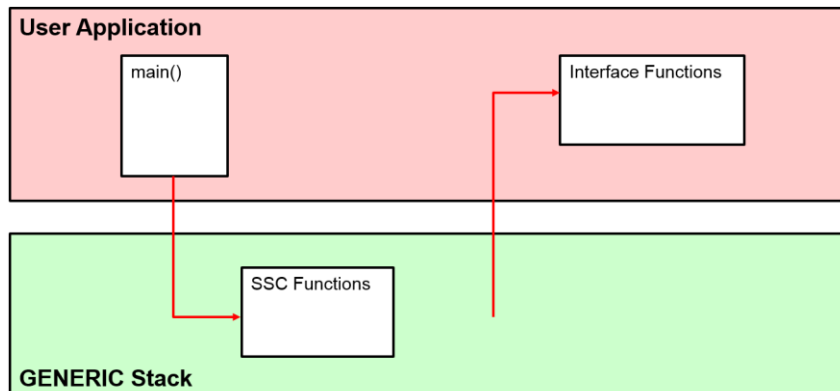 User Application
main()
Interface Functions
SSC Functions
GENERIC Stack